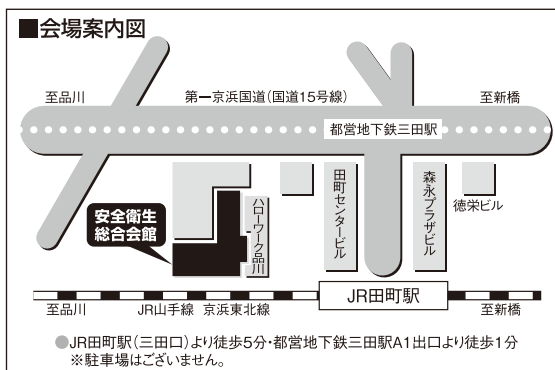 ■会場案内図
至品川
第一京浜国道(国道15号線)
至新橋
都営地下鉄三田駅
安全衛生
総合会館
ハローワーク品川
田町センタービル
森永プラザビル
徳栄ビル
JR田町駅
至品川
JR山手線 京浜東北線
至新橋
●JR田町駅(三田口)より徒歩5分・都営地下鉄三田駅A1出口より徒歩1分
※駐車場はございません。